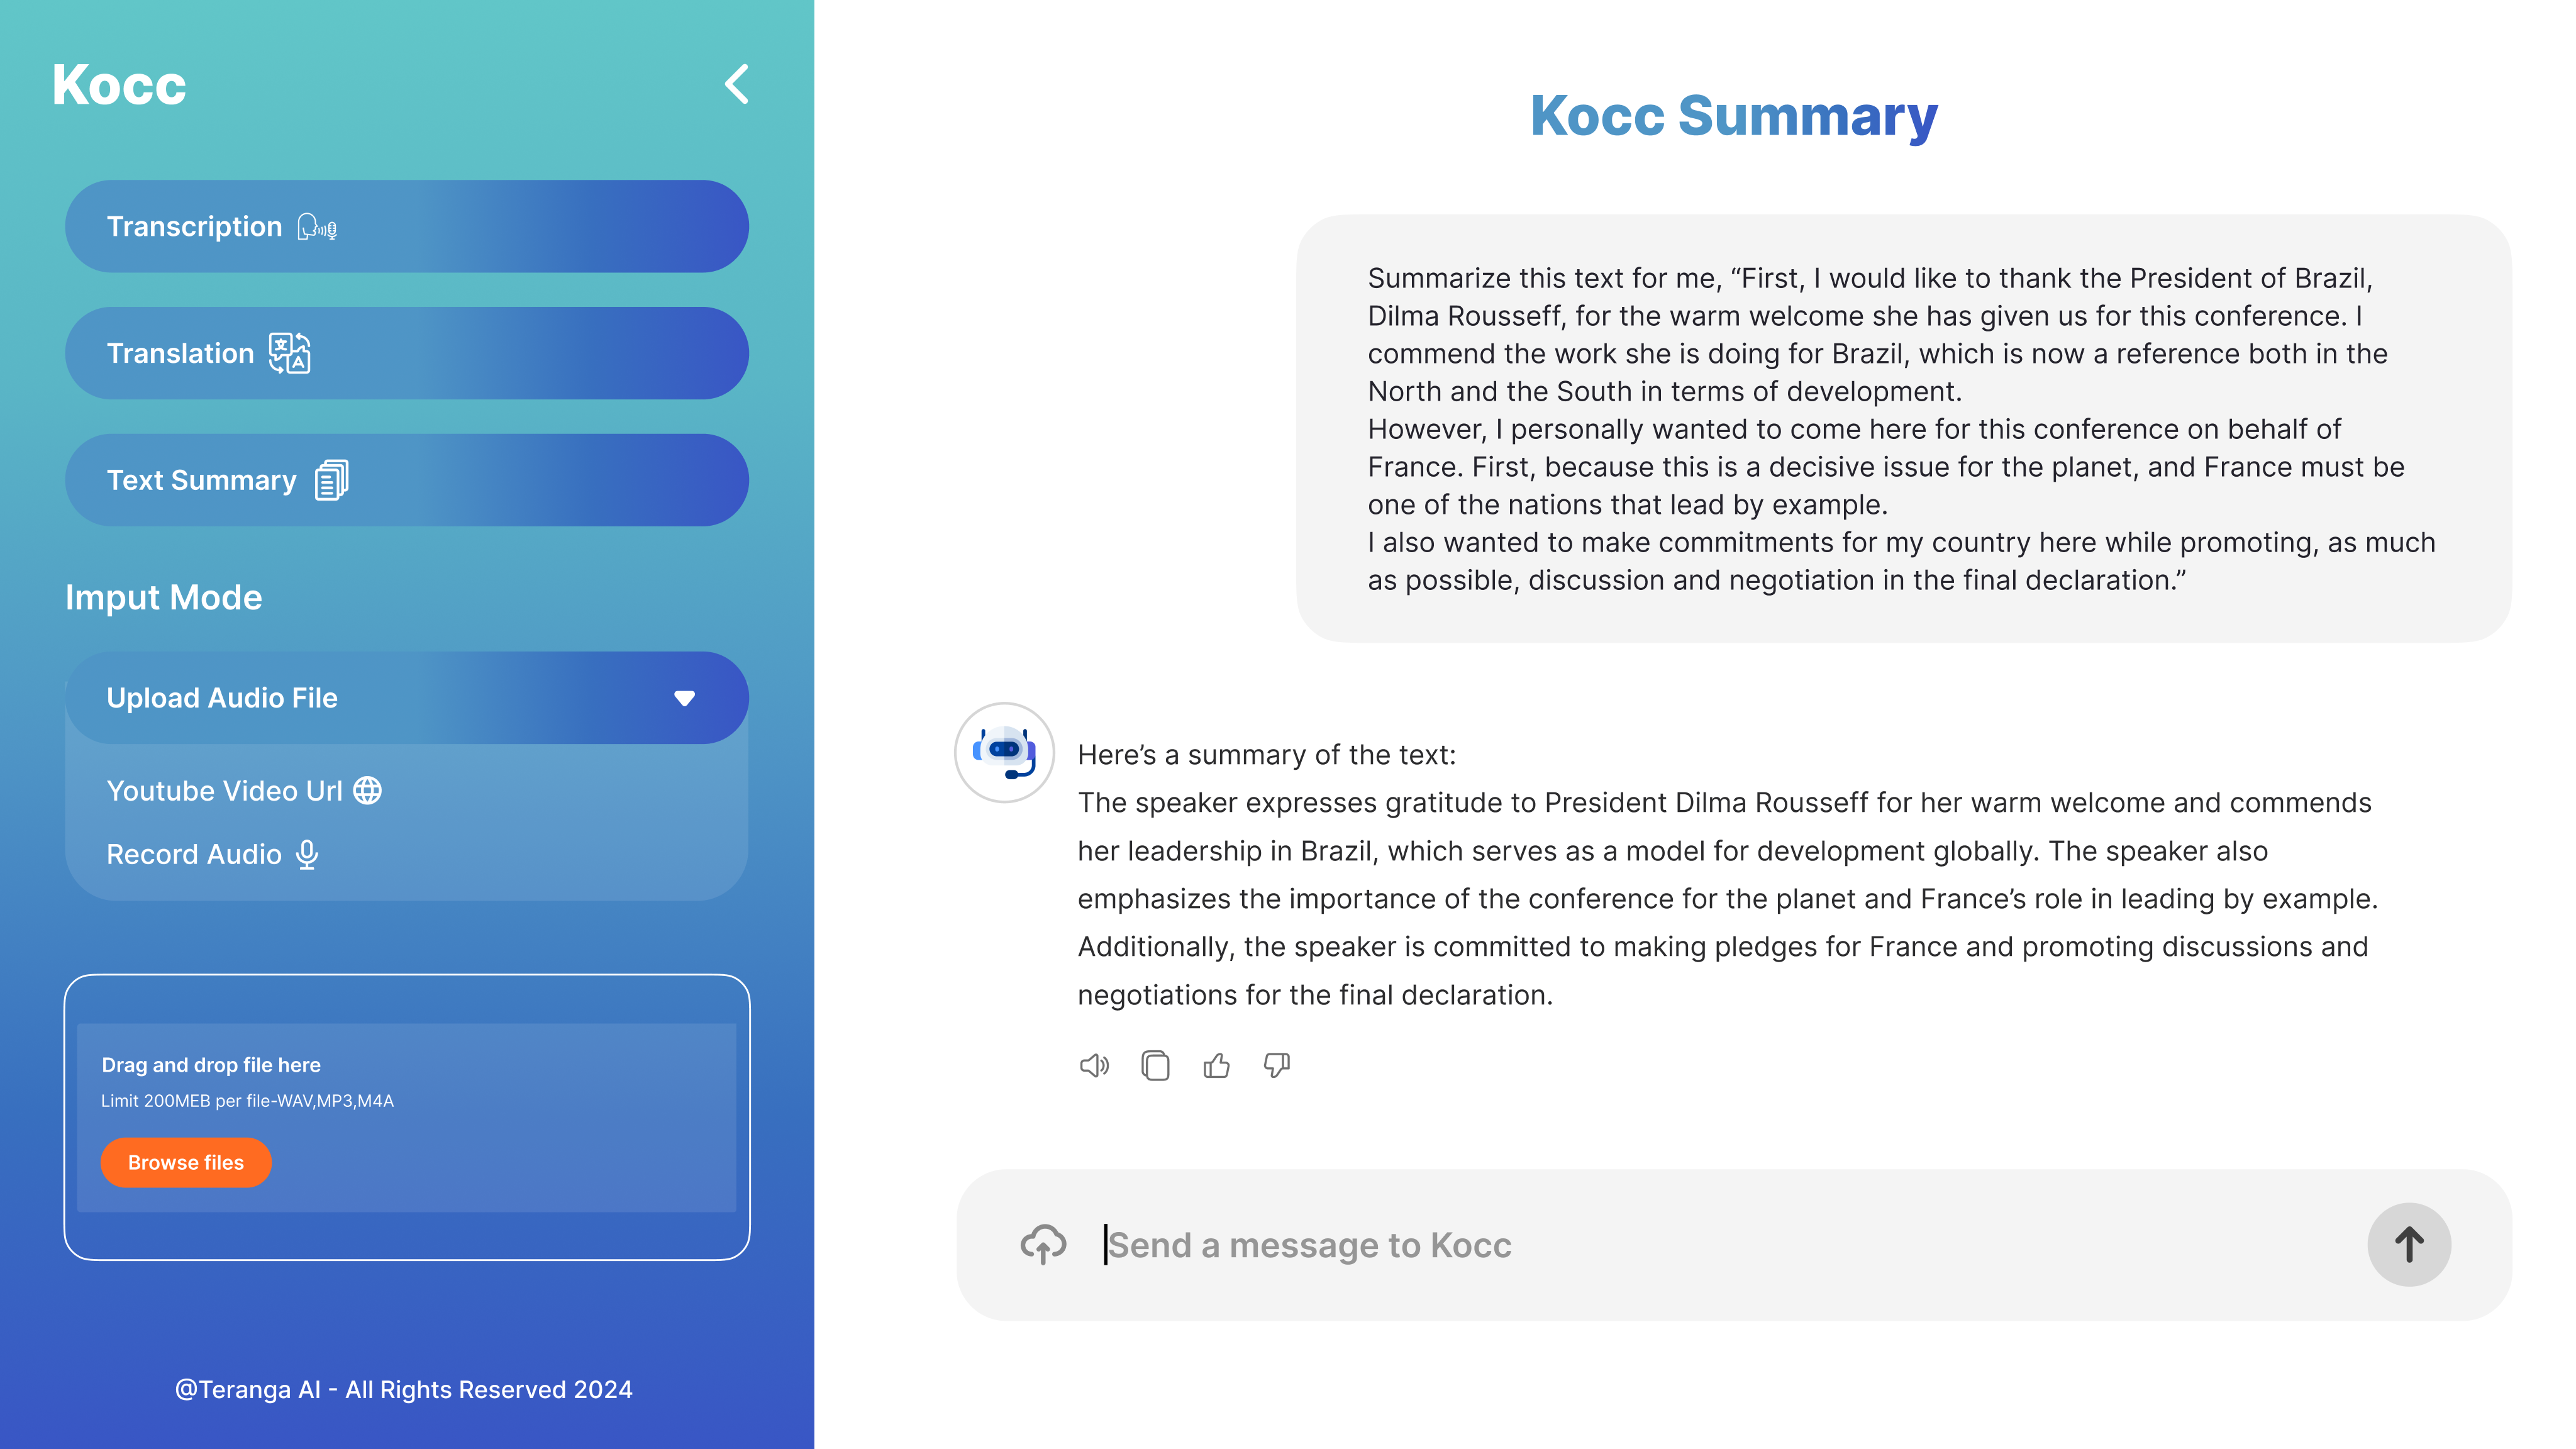 Kocc
Transcription
Translation
Text Summary
Imput Mode
Upload Audio File
Youtube Video Url
Record Audio
Drag and drop file here
Limit 200MEB per file-WAV,MP3,M4A
Browse files
@Teranga AI - All Rights Reserved 2024
Kocc Summary
Summarize this text for me, “First, I would like to thank the President of Brazil,
Dilma Rousseff, for the warm welcome she has given us for this conference. I
commend the work she is doing for Brazil, which is now a reference both in the
North and the South in terms of development.
However, I personally wanted to come here for this conference on behalf of
France. First, because this is a decisive issue for the planet, and France must be
one of the nations that lead by example.
I also wanted to make commitments for my country here while promoting, as much
as possible, discussion and negotiation in the final declaration.”
Here’s a summary of the text:
The speaker expresses gratitude to President Dilma Rousseff for her warm welcome and commends
her leadership in Brazil, which serves as a model for development globally. The speaker also
emphasizes the importance of the conference for the planet and France’s role in leading by example.
Additionally, the speaker is committed to making pledges for France and promoting discussions and
negotiations for the final declaration.
Send a message to Kocc